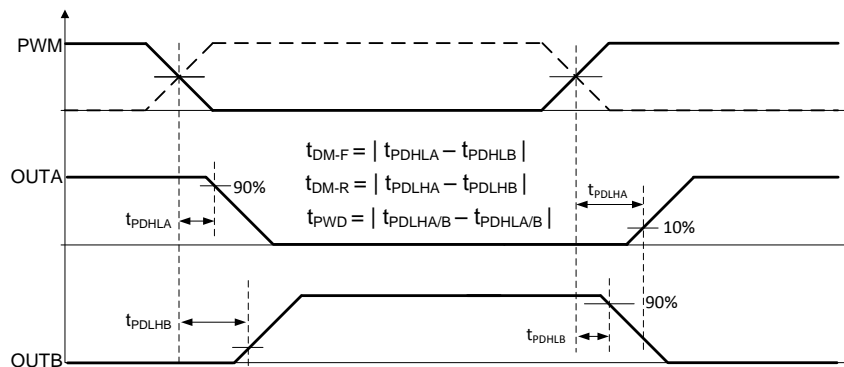 PWM
t_DM-F = | t_PDHLA – t_PDHLB |
OUTA
90%
t_DM-R = | t_PDLHA – t_PDLHB |
t_PDLHA
t_PDHLA
t_PWD = | t_PDLHA/B – t_PDHLA/B |
10%
t_PDLHB
90%
t_PDHLB
OUTB